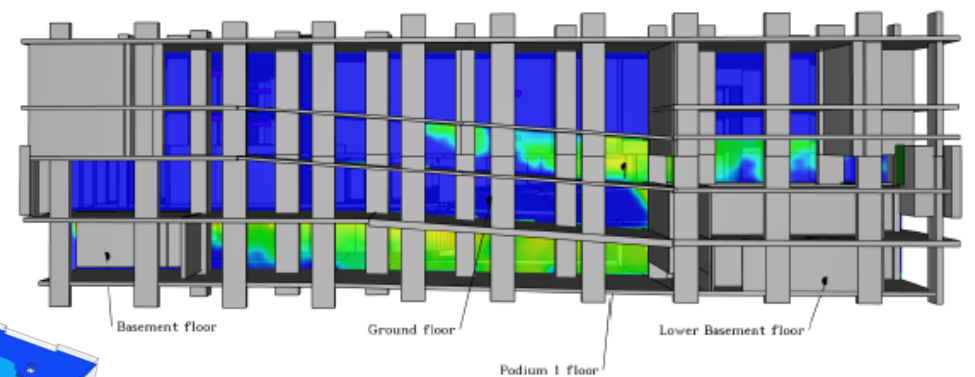 Basement floor
Ground floor
Lower Basement floor
Podium 1 floor